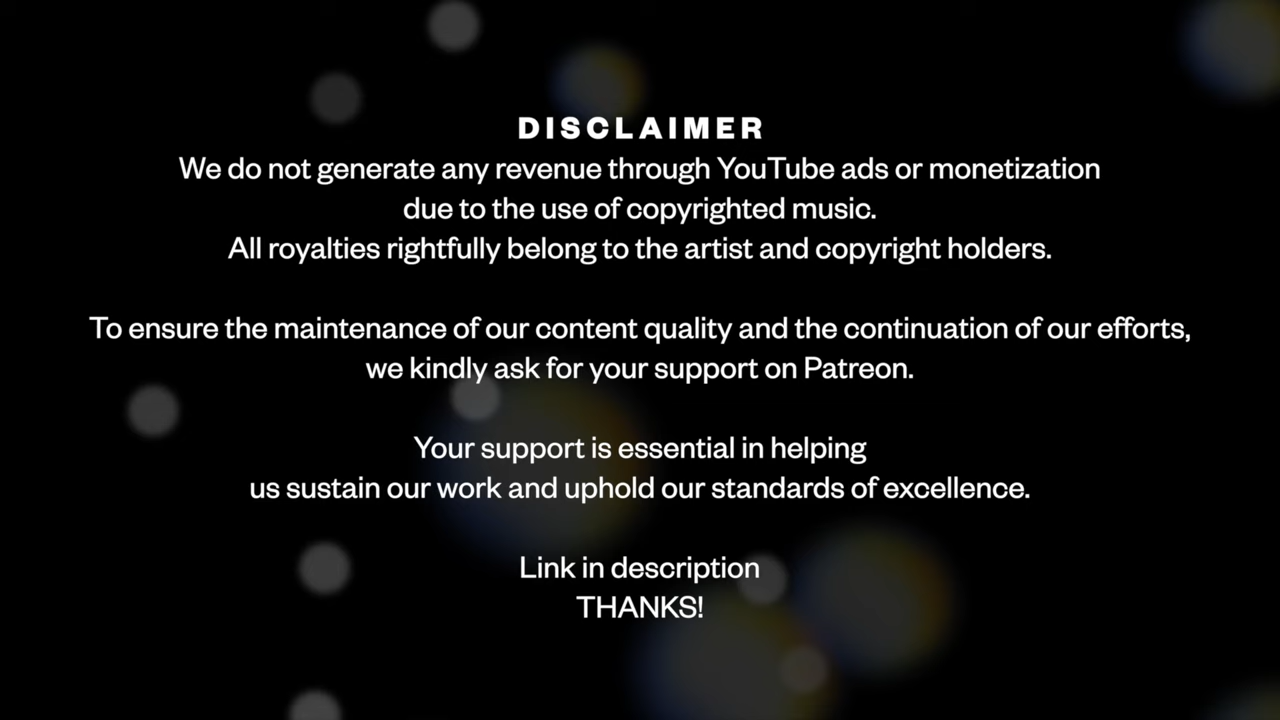 DISCLAIMER
We do not generate any revenue through YouTube ads or monetization
due to the use of copyrighted music.
All royalties rightfully belong to the artist and copyright holders.
To ensure the maintenance of our content quality and the continuation of our efforts,
we kindly ask for your support on Patreon.
Your support is essential in helping
us sustain our work and uphold our standards of excellence.
Link in description
THANKS!